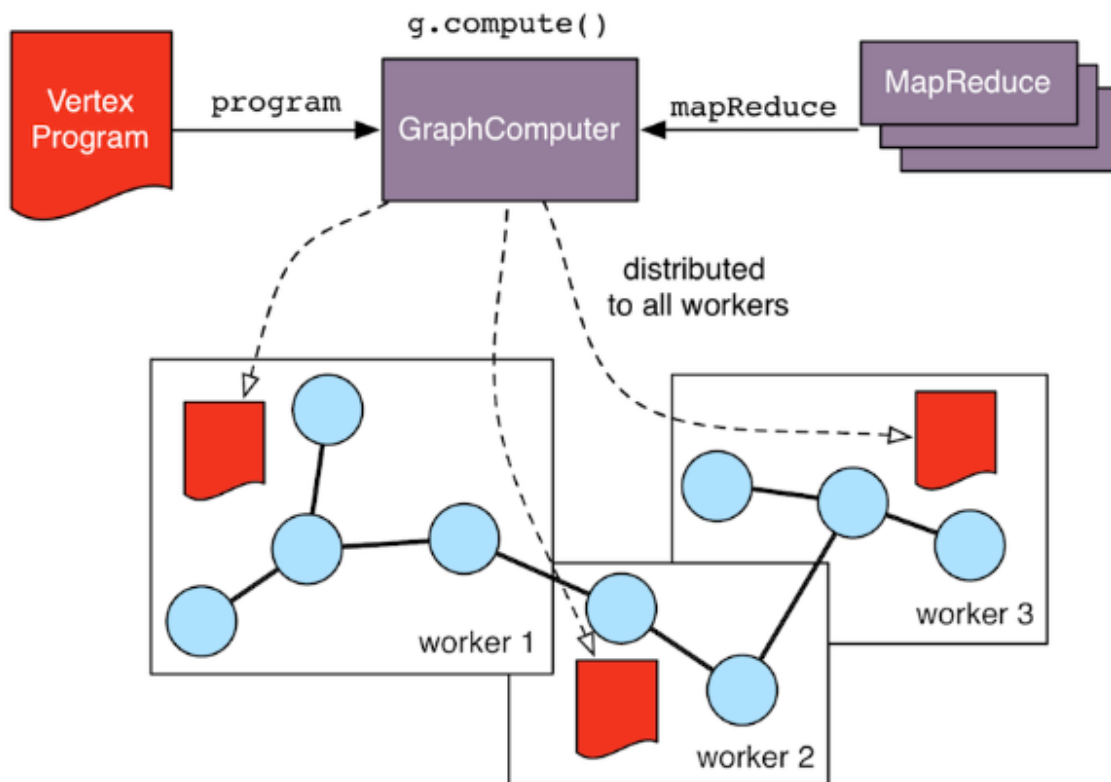 g.compute()
Vertex
Program
program
GraphComputer
mapReduce
MapReduce
distributed
to all workers
worker 1
worker 2
worker 3